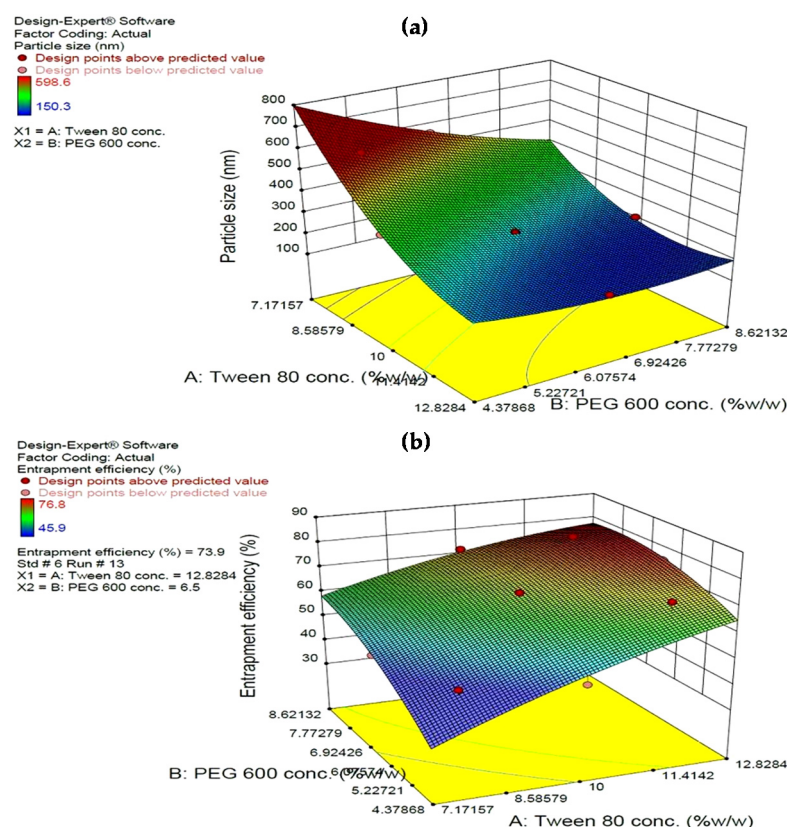 (a)
Design-Expert® Software
Factor Coding: Actual
Particle size (nm)
Design points above predicted value
Design points below predicted value
598.6
150.3
X1 = A: Tween 80 conc.
X2 = B: PEG 600 conc.
800
700
600
500
400
300
200
100
Particle size (nm)
7.17157
8.58579
10
11.4142
12.8284
A: Tween 80 conc. (%w/w)
4.37868
5.22721
6.07574
6.92426
7.77279
8.62132
B: PEG 600 conc. (%w/w)
(b)
Design-Expert® Software
Factor Coding: Actual
Entrapment efficiency (%)
Design points above predicted value
Design points below predicted value
76.8
45.9
Entrapment efficiency (%) = 73.9
Std # 6 Run # 13
X1 = A: Tween 80 conc. = 12.8284
X2 = B: PEG 600 conc. = 6.5
90
80
70
60
50
40
30
Entrapment efficiency (%)
8.62132
7.77279
6.92426
6.07574
5.22721
4.37868
B: PEG 600 conc. (%w/w)
7.17157
8.58579
10
11.4142
12.8284
A: Tween 80 conc. (%w/w)